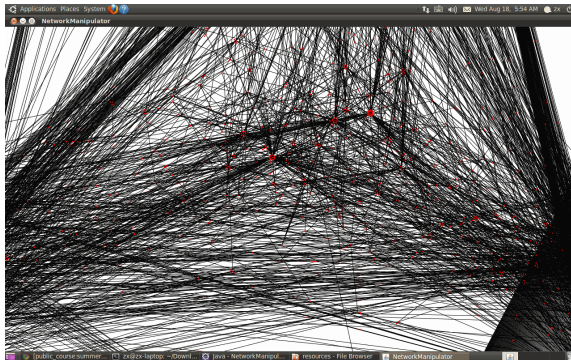 Applications Places System Wed Aug 18, 5:54 AM zx
NetworkManipulator
[public_course:summer... zx@zx-laptop: ~/Downl... Java - NetworkManipul... resources - File Browser NetworkManipulator